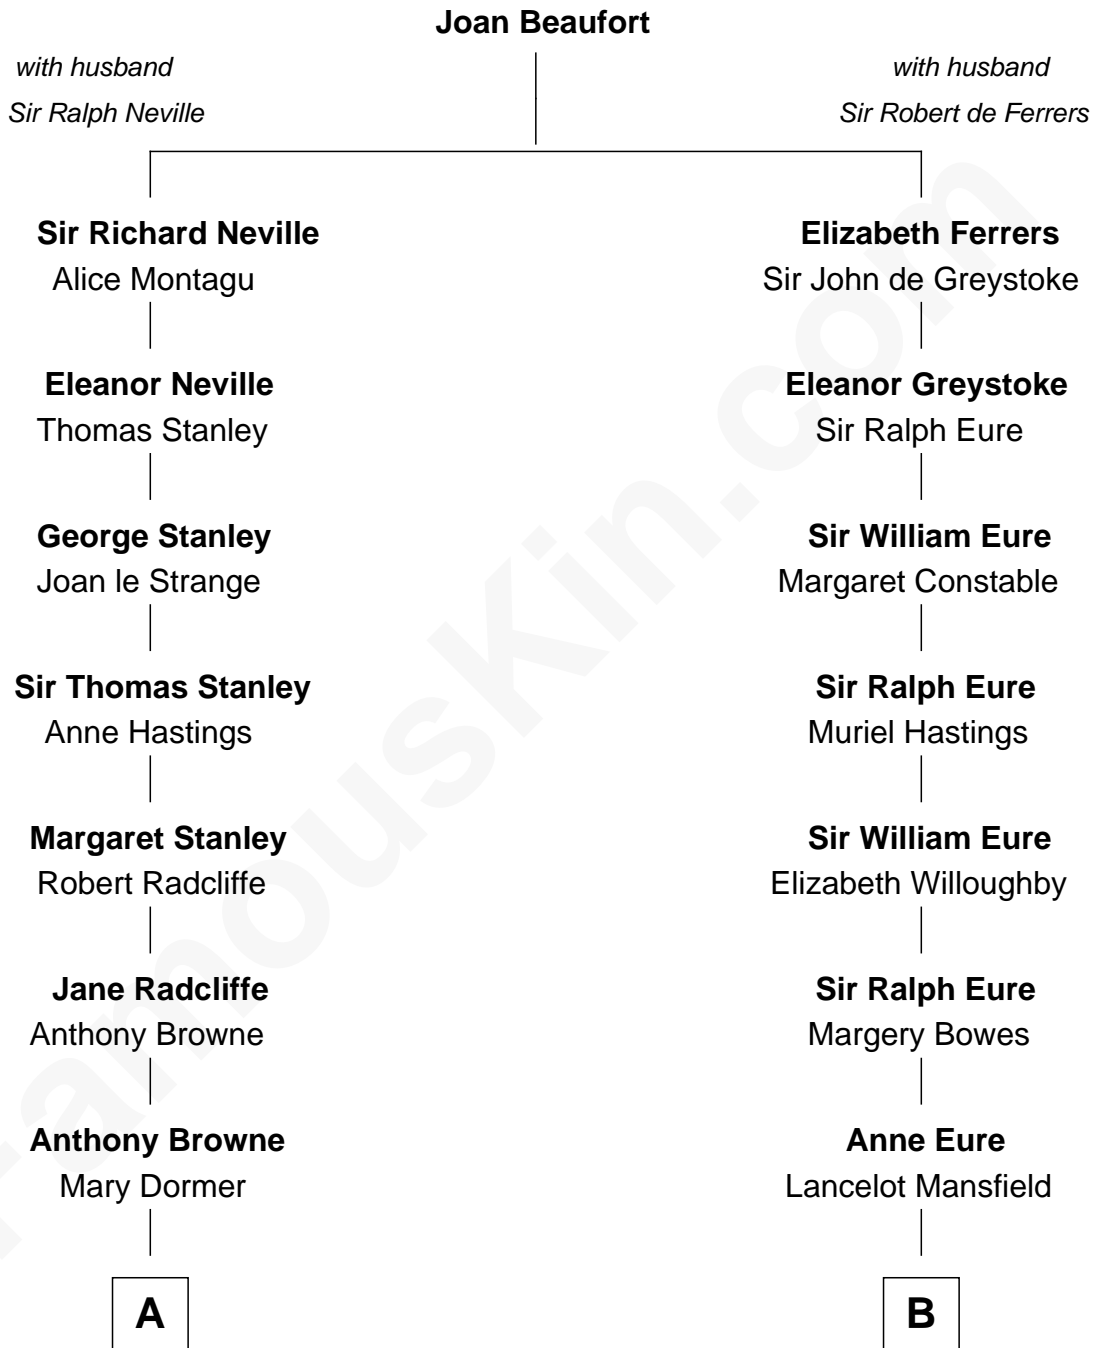 Joan Beaufort
with husband
Sir Ralph Neville
with husband
Sir Robert de Ferrers
Sir Richard Neville
Alice Montagu
Elizabeth Ferrers
Sir John de Greystoke
Eleanor Neville
Thomas Stanley
Eleanor Greystoke
Sir Ralph Eure
George Stanley
Joan le Strange
Sir William Eure
Margaret Constable
Sir Thomas Stanley
Anne Hastings
Sir Ralph Eure
Muriel Hastings
Margaret Stanley
Robert Radcliffe
Sir William Eure
Elizabeth Willoughby
Jane Radcliffe
Anthony Browne
Sir Ralph Eure
Margery Bowes
Anthony Browne
Mary Dormer
Anne Eure
Lancelot Mansfield
A
B
FamousKin.com